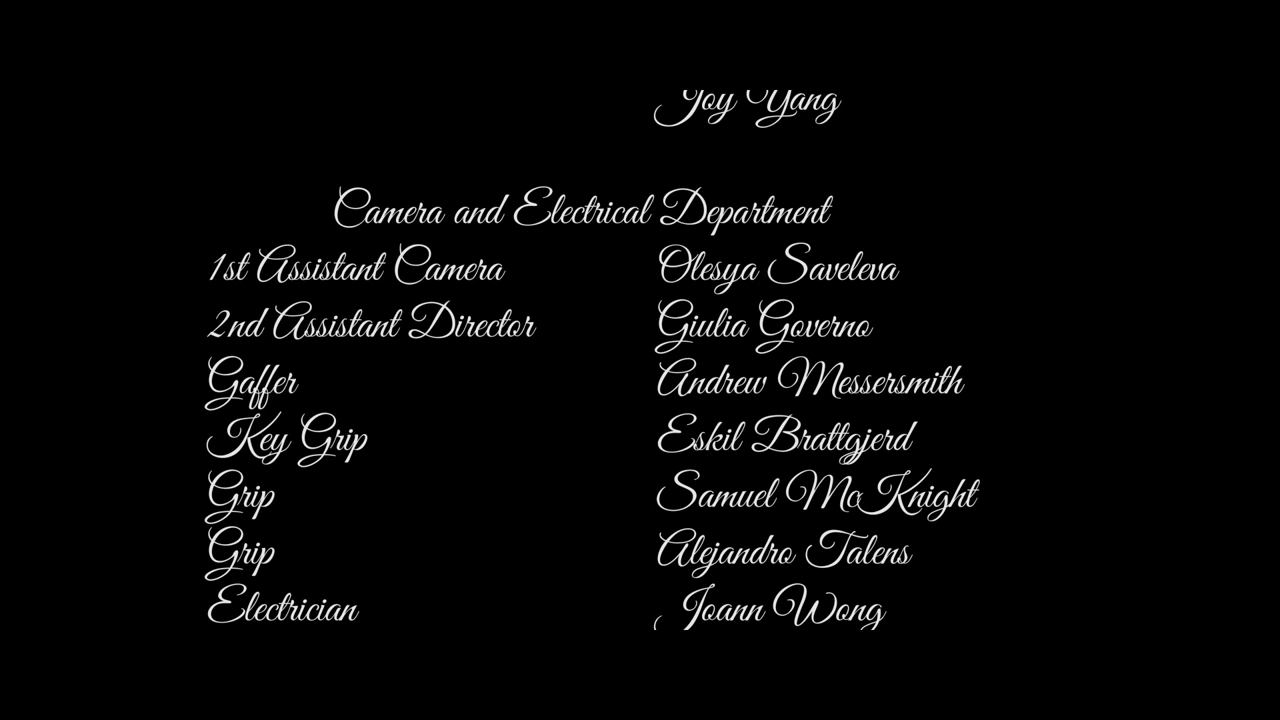 Joy Yang
Camera and Electrical Department
1st Assistant Camera Olesya Saveleva
2nd Assistant Director Giulia Governo
Gaffer Andrew Messersmith
Key Grip Eskil Brattgjerd
Grip Samuel McKnight
Grip Alejandro Talens
Electrician Joann Wong